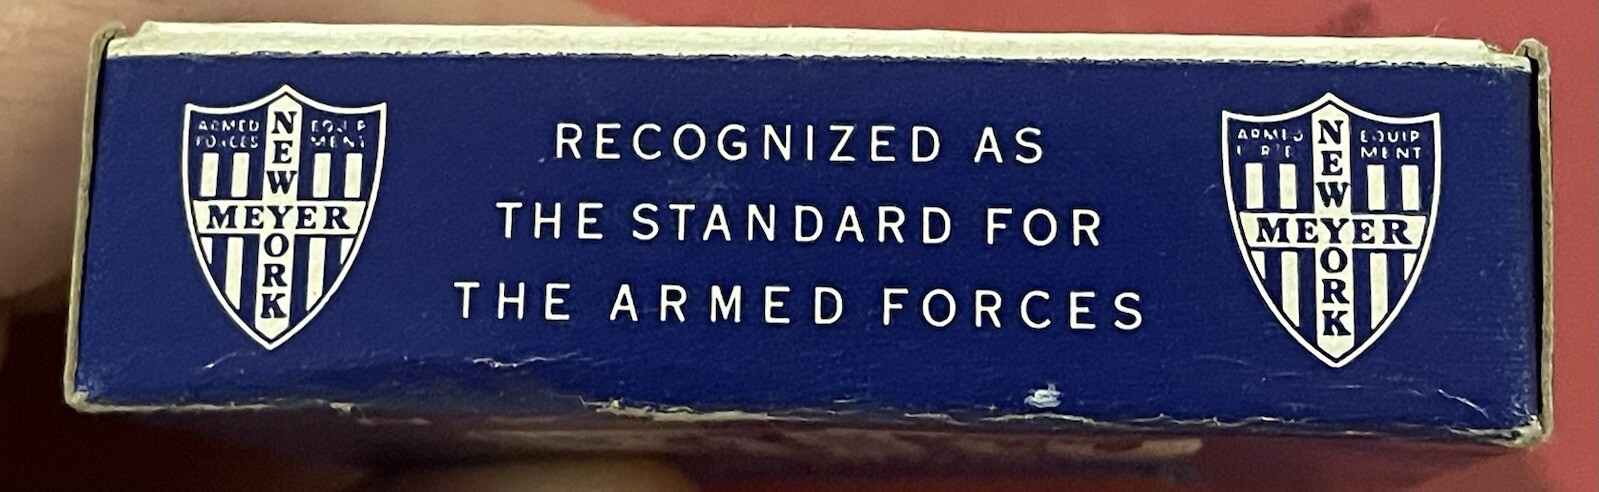 ARMED EQUIP
FORCES MENT
NEW YORK
MEYER
RECOGNIZED AS
THE STANDARD FOR
THE ARMED FORCES
ARMED EQUIP
MENT
NEW YORK
MEYER